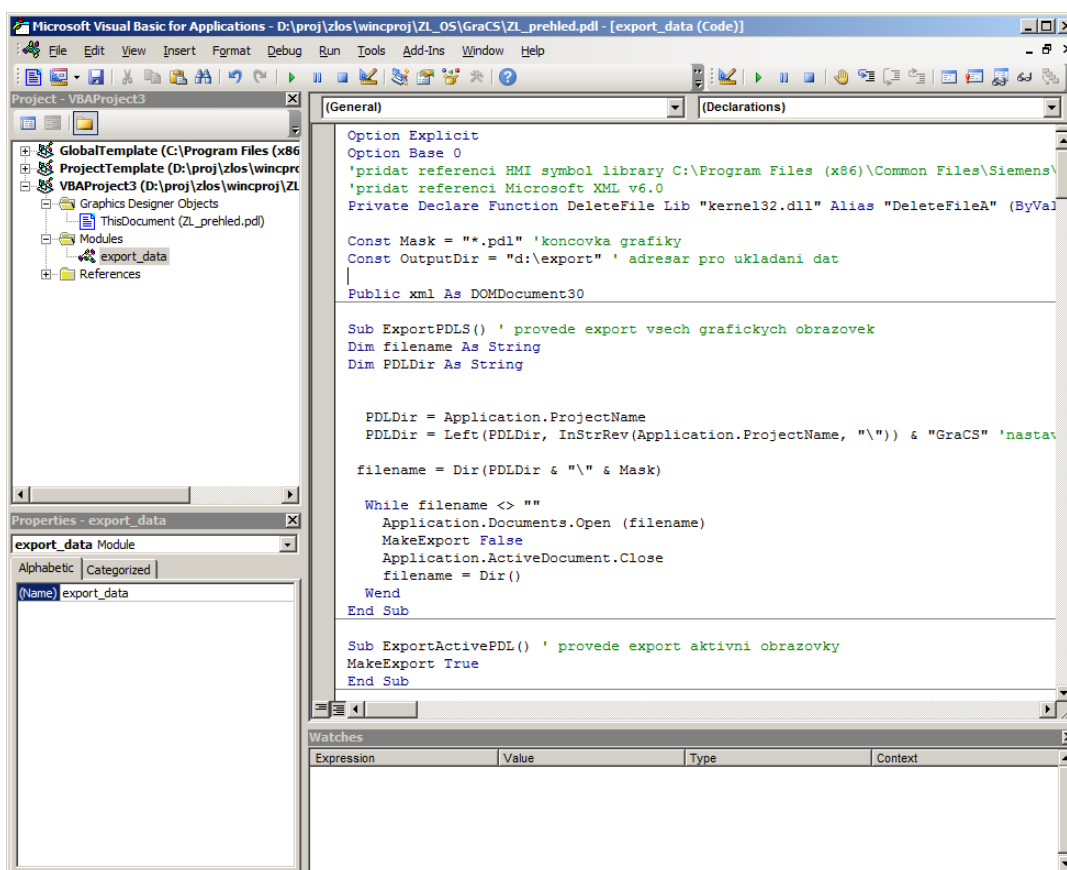 Microsoft Visual Basic for Applications - D:\proj\zlos\wincproj\ZL_OS\GraCS\ZL_prehled.pdl - [export_data (Code)]
File Edit View Insert Format Debug Run Tools Add-Ins Window Help
Project - VBAProject3
GlobalTemplate (C:\Program Files (x86
ProjectTemplate (D:\proj\zlos\wincprc
VBAProject3 (D:\proj\zlos\wincproj\ZL
Graphics Designer Objects
ThisDocument (ZL_prehled.pdl)
Modules
export_data
References
Properties - export_data
export_data Module
Alphabetic Categorized
(Name) export_data
(General) (Declarations)
Option Explicit
Option Base 0
'pridat referenci HMI symbol library C:\Program Files (x86)\Common Files\Siemens\
'pridat referenci Microsoft XML v6.0
Private Declare Function DeleteFile Lib "kernel32.dll" Alias "DeleteFileA" (ByVal
Const Mask = "*.pdl" 'koncovka grafiky
Const OutputDir = "d:\export" ' adresar pro ukladani dat
Public xml As DOMDocument30
Sub ExportPDLS() ' provede export vsech grafickych obrazovek
Dim filename As String
Dim PDLDir As String
PDLDir = Application.ProjectName
PDLDir = Left(PDLDir, InStrRev(Application.ProjectName, "\")) & "GraCS" 'nastav
filename = Dir(PDLDir & "\" & Mask)
While filename <> ""
Application.Documents.Open (filename)
MakeExport False
Application.ActiveDocument.Close
filename = Dir()
Wend
End Sub
Sub ExportActivePDL() ' provede export aktivni obrazovky
MakeExport True
End Sub
Watches
Expression Value Type Context